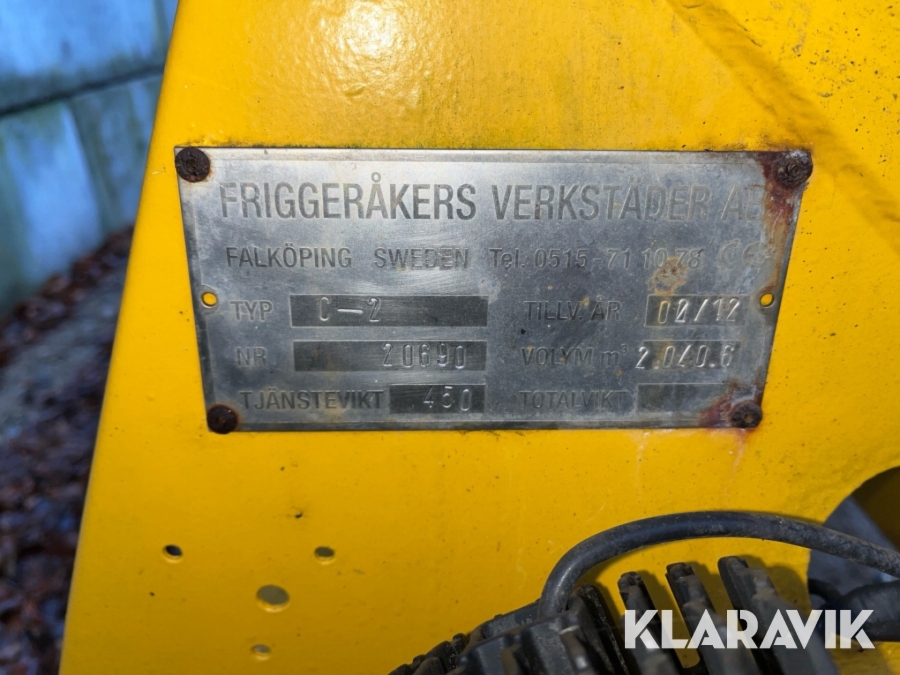 FRIGGERÅKERS VERKSTÄDER AB
FALKÖPING SWEDEN Tel. 0515-71 10 78 CE
TYP C-2 TILLV. ÅR 02/12
NR 20690 VOLYM m³ 2.040.6
TJÄNSTEVIKT 450 TOTALVIKT
KLARAVIK